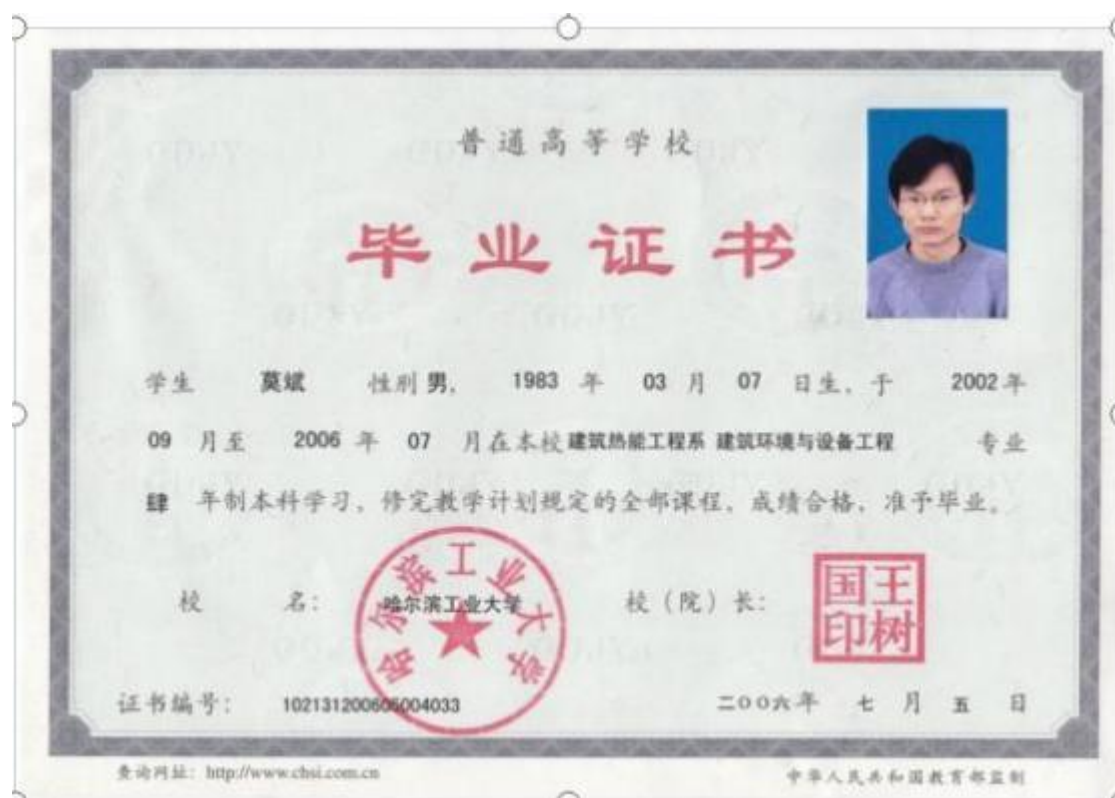 普通高等学校
毕业证书
学生 莫斌 性别 男, 1983 年 03 月 07 日生, 于 2002 年
09 月至 2006 年 07 月在本校 建筑热能工程系 建筑环境与设备工程 专业
肆 年制本科学习, 修完教学计划规定的全部课程, 成绩合格, 准予毕业。
哈尔滨工业大学
校 名: 哈尔滨工业大学 校(院)长: 王树国印
证书编号: 102131200605004033 二〇〇六年 七 月 五 日
查询网址: http://www.chsi.com.cn 中华人民共和国教育部监制